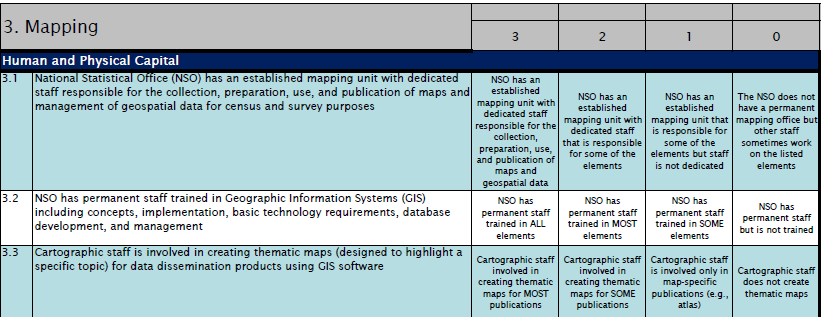 3. Mapping
3 2 1 0
Human and Physical Capital
3.1 National Statistical Office (NSO) has an established mapping unit with dedicated
staff responsible for the collection, preparation, use, and publication of maps and
management of geospatial data for census and survey purposes
NSO has an
established
mapping unit with
dedicated staff
responsible for the
collection,
preparation, use,
and publication of
maps and
geospatial data
NSO has an
established
mapping unit with
dedicated staff
that is responsible
for some of the
elements
NSO has an
established
mapping unit that
is responsible for
some of the
elements but staff
is not dedicated
The NSO does not
have a permanent
mapping office but
other staff
sometimes work
on the listed
elements
3.2 NSO has permanent staff trained in Geographic Information Systems (GIS)
including concepts, implementation, basic technology requirements, database
development, and management
NSO has
permanent staff
trained in ALL
elements
NSO has
permanent staff
trained in MOST
elements
NSO has
permanent staff
trained in SOME
elements
NSO has
permanent staff
but is not trained
3.3 Cartographic staff is involved in creating thematic maps (designed to highlight a
specific topic) for data dissemination products using GIS software
Cartographic staff
involved in
creating thematic
maps for MOST
publications
Cartographic staff
involved in
creating thematic
maps for SOME
publications
Cartographic staff
is involved only in
map-specific
publications (e.g.,
atlas)
Cartographic staff
does not create
thematic maps